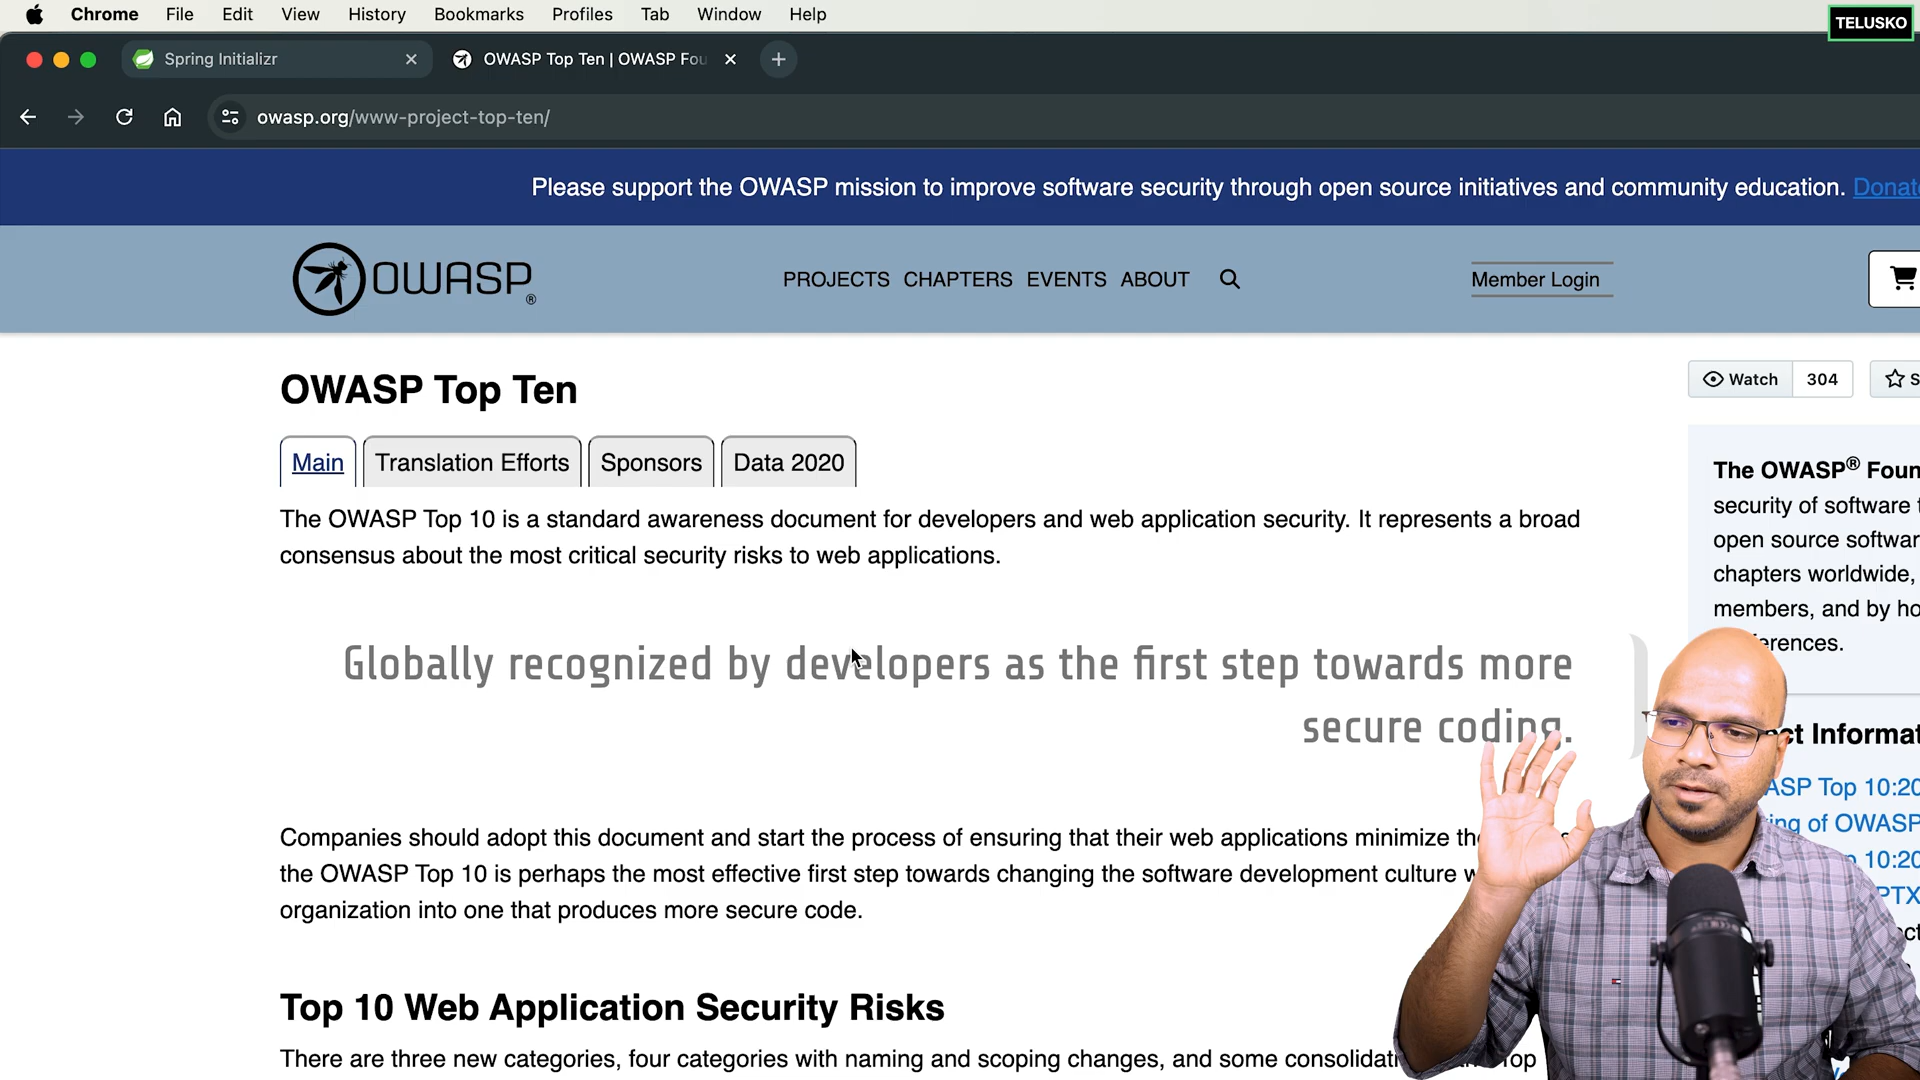 Chrome File Edit View History Bookmarks Profiles Tab Window Help
TELUSKO
Spring Initializr
OWASP Top Ten | OWASP Fou
owasp.org/www-project-top-ten/
Please support the OWASP mission to improve software security through open source initiatives and community education. Donat
OWASP®
PROJECTS CHAPTERS EVENTS ABOUT
Member Login
OWASP Top Ten
Watch 304
Main Translation Efforts Sponsors Data 2020
The OWASP Top 10 is a standard awareness document for developers and web application security. It represents a broad
consensus about the most critical security risks to web applications.
Globally recognized by developers as the first step towards more
secure coding.
Companies should adopt this document and start the process of ensuring that their web applications minimize
the OWASP Top 10 is perhaps the most effective first step towards changing the software development culture
organization into one that produces more secure code.
Top 10 Web Application Security Risks
There are three new categories, four categories with naming and scoping changes, and some
The OWASP® Foun
security of software
open source softwar
chapters worldwide,
members, and by ho
erences.
ct Informat
ASP Top 10:20
ng of OWASP
10:20
PTX